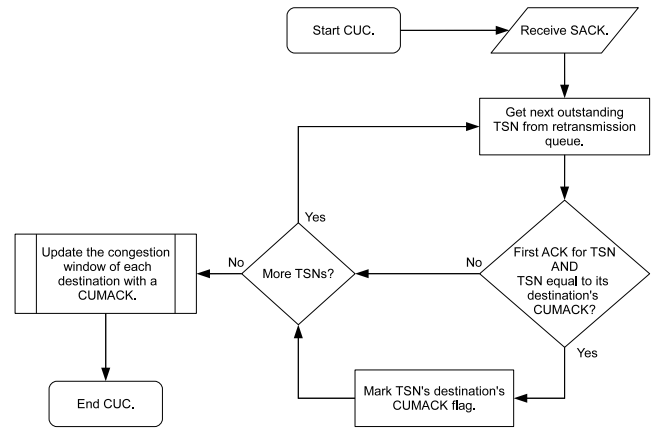 Start CUC.
Receive SACK.
Get next outstanding
TSN from retransmission
queue.
Yes
First ACK for TSN
AND
TSN equal to its
destination's
CUMACK?
No
More TSNs?
No
Update the congestion
window of each
destination with a
CUMACK.
Yes
Mark TSN's destination's
CUMACK flag.
End CUC.